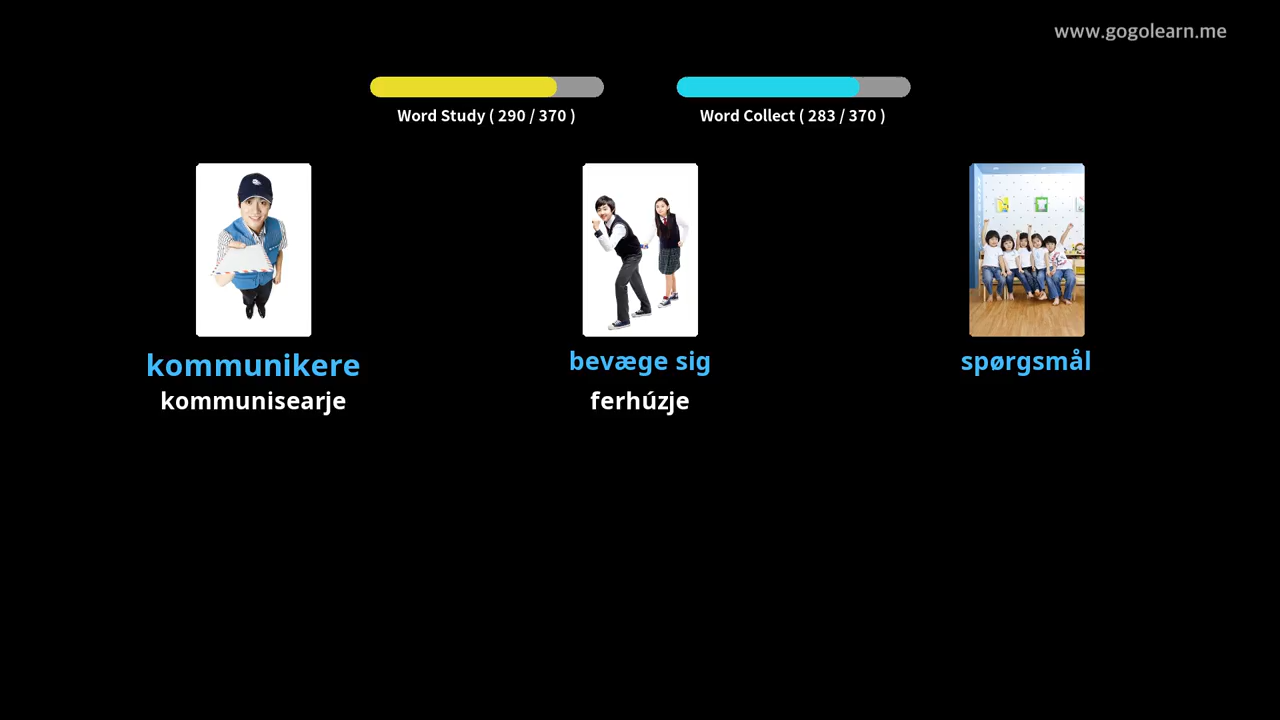 www.gogolearn.me
Word Study ( 290 / 370 )
Word Collect ( 283 / 370 )
kommunikere
bevæge sig
spørgsmål
kommunisearje
ferhúzje